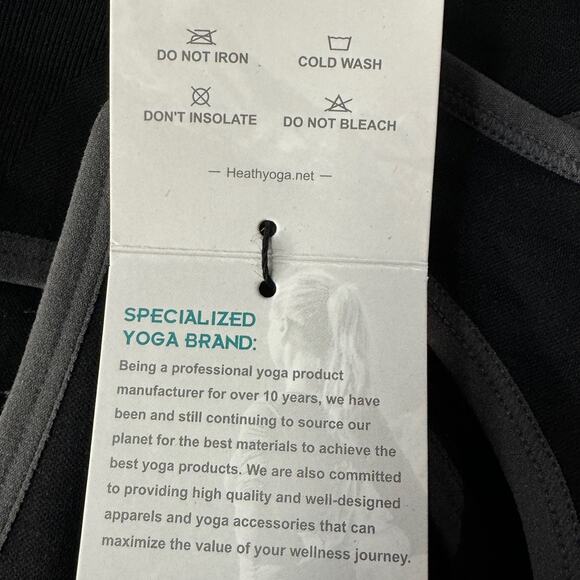 DO NOT IRON COLD WASH
DON'T INSOLATE DO NOT BLEACH
— Heathyoga.net —
SPECIALIZED
YOGA BRAND:
Being a professional yoga product
manufacturer for over 10 years, we have
been and still continuing to source our
planet for the best materials to achieve the
best yoga products. We are also committed
to providing high quality and well-designed
apparels and yoga accessories that can
maximize the value of your wellness journey.